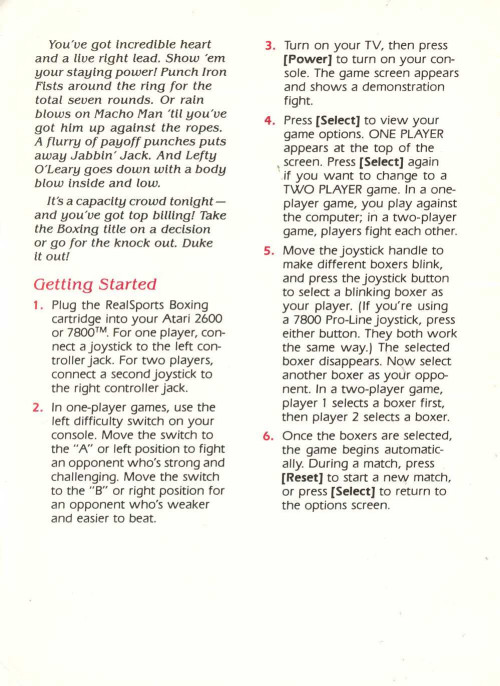 You've got incredible heart
and a live right lead. Show 'em
your staying power! Punch Iron
Fists around the ring for the
total seven rounds. Or rain
blows on Macho Man 'til you've
got him up against the ropes.
A flurry of payoff punches puts
away Jabbin' Jack. And Lefty
O'Leary goes down with a body
blow inside and low.
It's a capacity crowd tonight—
and you've got top billing! Take
the Boxing title on a decision
or go for the knock out. Duke
it out!
Getting Started
1. Plug the RealSports Boxing
cartridge into your Atari 2600
or 7800™. For one player, con-
nect a joystick to the left con-
troller jack. For two players,
connect a second joystick to
the right controller jack.
2. In one-player games, use the
left difficulty switch on your
console. Move the switch to
the "A" or left position to fight
an opponent who's strong and
challenging. Move the switch
to the "B" or right position for
an opponent who's weaker
and easier to beat.
3. Turn on your TV, then press
[Power] to turn on your con-
sole. The game screen appears
and shows a demonstration
fight.
4. Press [Select] to view your
game options. ONE PLAYER
appears at the top of the
screen. Press [Select] again
if you want to change to a
TWO PLAYER game. In a one-
player game, you play against
the computer; in a two-player
game, players fight each other.
5. Move the joystick handle to
make different boxers blink,
and press the joystick button
to select a blinking boxer as
your player. (If you're using
a 7800 Pro-Line joystick, press
either button. They both work
the same way.) The selected
boxer disappears. Now select
another boxer as your oppo-
nent. In a two-player game,
player 1 selects a boxer first,
then player 2 selects a boxer.
6. Once the boxers are selected,
the game begins automatic-
ally. During a match, press
[Reset] to start a new match,
or press [Select] to return to
the options screen.